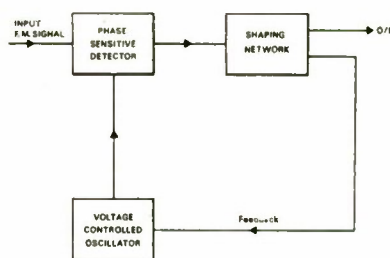 INPUT
F.M. SIGNAL
PHASE
SENSITIVE
DETECTOR
SHAPING
NETWORK
VOLTAGE
CONTROLLED
OSCILLATOR
Feedback